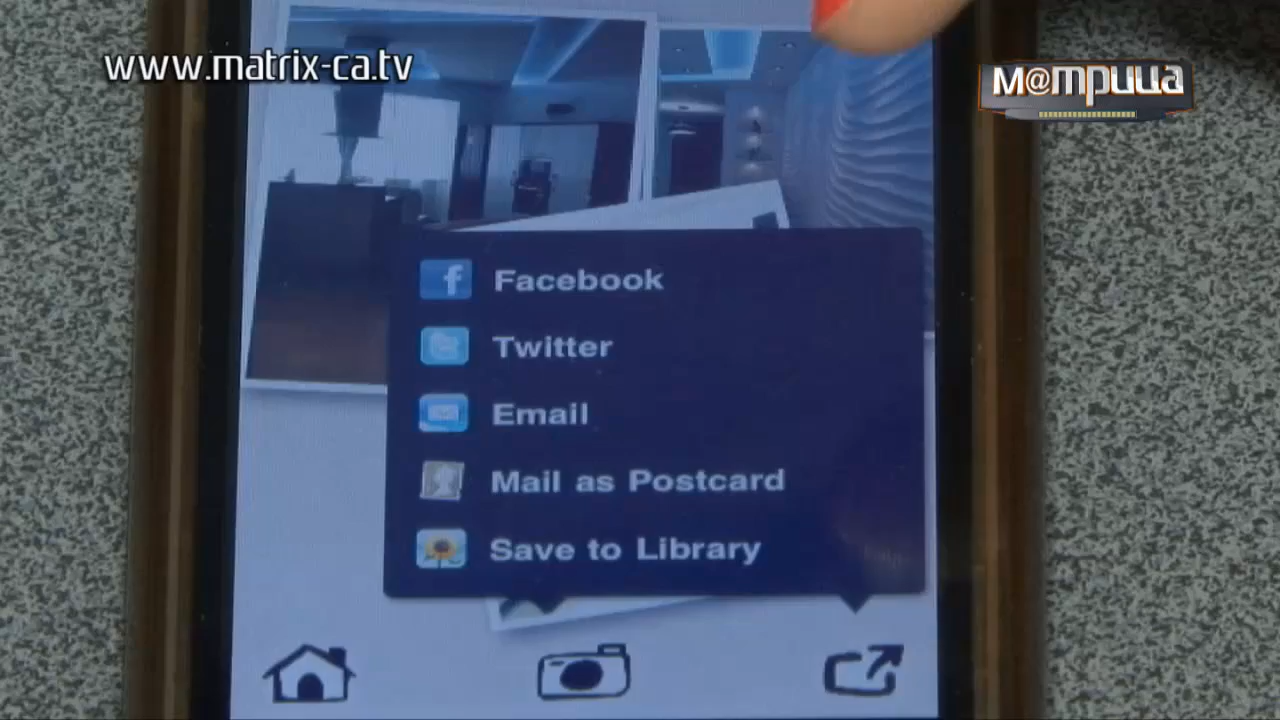 www.matrix-ca.tv
М@трица
Facebook
Twitter
Email
Mail as Postcard
Save to Library